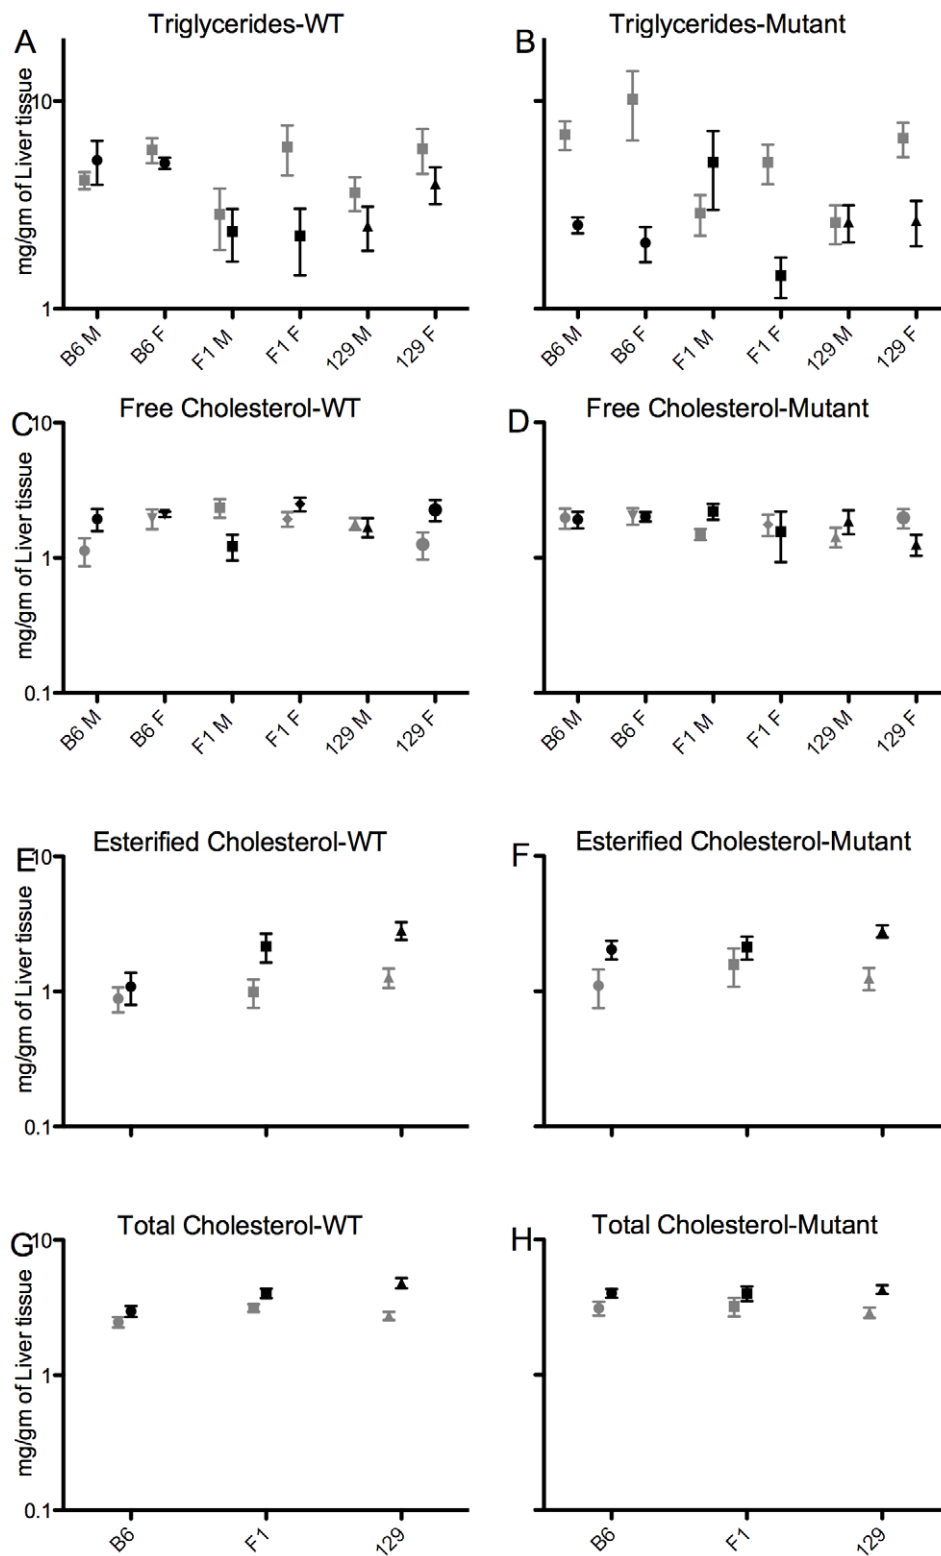 A
Triglycerides-WT
mg/gm of Liver tissue
10
1
B6 M
B6 F
F1 M
F1 F
129 M
129 F
B
Triglycerides-Mutant
B6 M
B6 F
F1 M
F1 F
129 M
129 F
C
Free Cholesterol-WT
mg/gm of Liver tissue
10
1
0.1
B6 M
B6 F
F1 M
F1 F
129 M
129 F
D
Free Cholesterol-Mutant
B6 M
B6 F
F1 M
F1 F
129 M
129 F
E
Esterified Cholesterol-WT
mg/gm of Liver tissue
10
1
0.1
F
Esterified Cholesterol-Mutant
G
Total Cholesterol-WT
mg/gm of Liver tissue
10
1
0.1
B6
F1
129
H
Total Cholesterol-Mutant
B6
F1
129